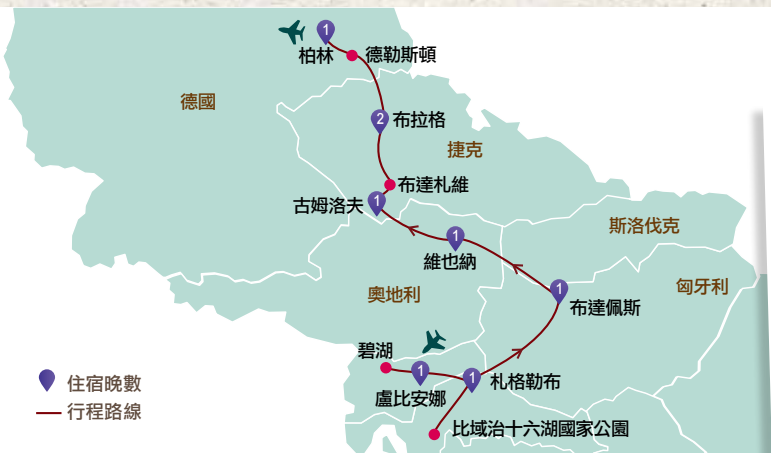 1
柏林
德勒斯頓
德國
2
布拉格
捷克
布達札維
1
古姆洛夫
斯洛伐克
1
維也納
匈牙利
奧地利
1
布達佩斯
碧湖
1
盧比安娜
1
札格勒布
住宿晚數
行程路線
比域治十六湖國家公園